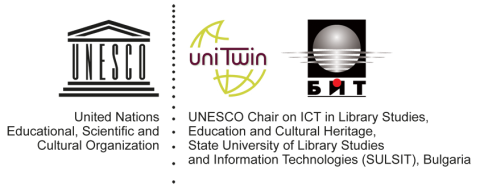 UNESCO
United Nations
Educational, Scientific and
Cultural Organization
uniTwin
БИТ
UNESCO Chair on ICT in Library Studies,
Education and Cultural Heritage,
State University of Library Studies
and Information Technologies (SULSIT), Bulgaria